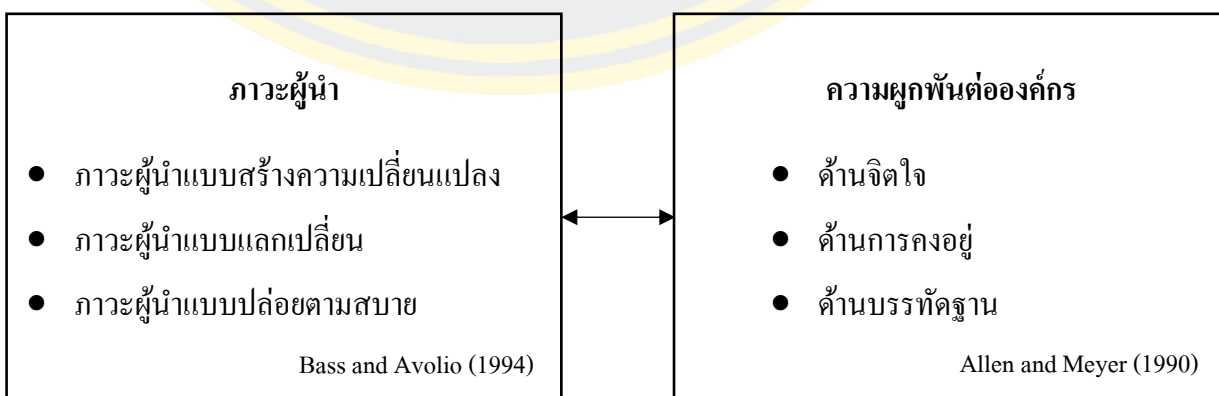 ภาวะผู้นำ
● ภาวะผู้นำแบบสร้างความเปลี่ยนแปลง
● ภาวะผู้นำแบบแลกเปลี่ยน
● ภาวะผู้นำแบบปล่อยตามสบาย
Bass and Avolio (1994)
ความผูกพันต่อองค์กร
● ด้านจิตใจ
● ด้านการคงอยู่
● ด้านบรรทัดฐาน
Allen and Meyer (1990)